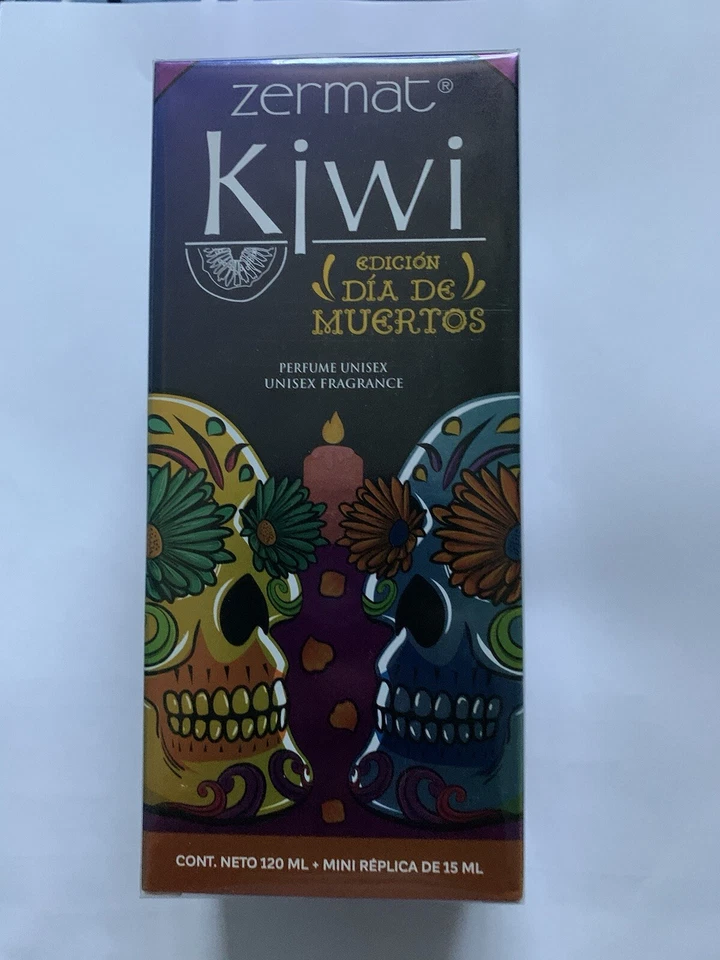 zermat®
Kiwi
EDICIÓN
DÍA DE
MUERTOS
PERFUME UNISEX
UNISEX FRAGRANCE
CONT. NETO 120 ML + MINI RÉPLICA DE 15 ML